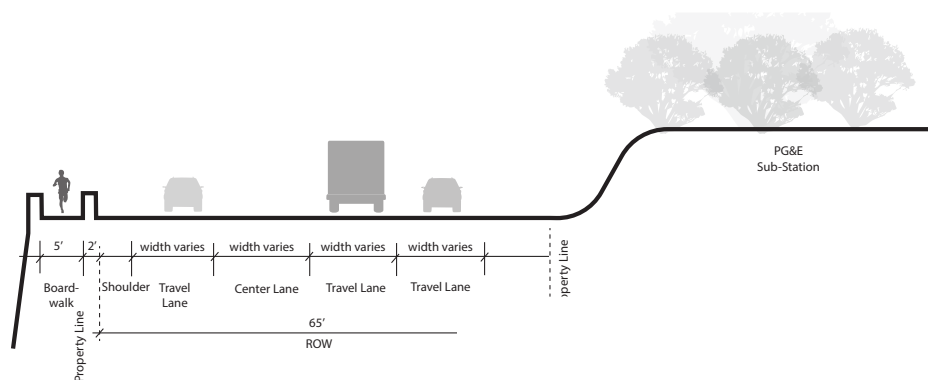 PG&E
Sub-Station
5’
2’
width varies
width varies
width varies
width varies
Board-
walk
Shoulder
Travel
Lane
Center Lane
Travel Lane
Travel Lane
Property Line
operty Line
65’
ROW